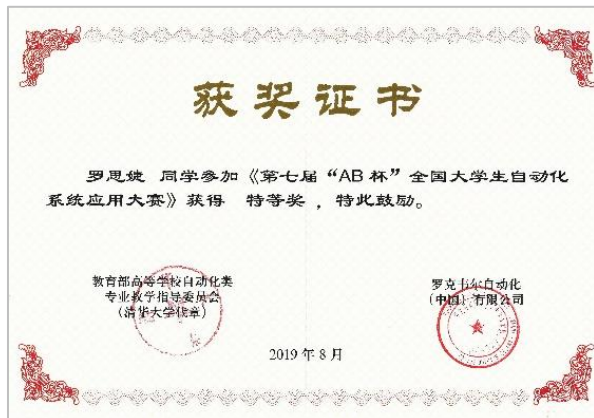 获奖证书
罗思婕 同学参加《第七届“AB杯”全国大学生自动化
系统应用大赛》获得 特等奖 ，特此鼓励。
教育部高等学校自动化类
专业教学指导委员会
（清华大学代章）
罗克韦尔自动化
（中国）有限公司
2019年8月